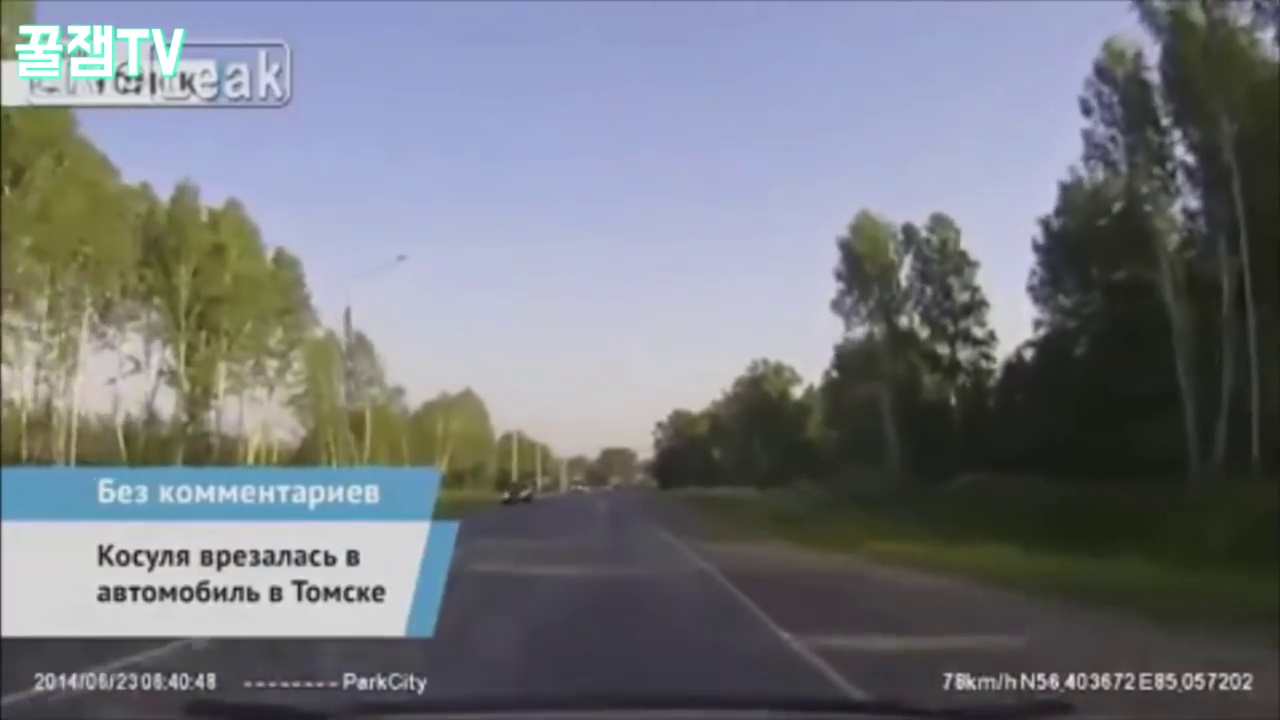 꿀잼TV
eak
Без комментариев
Косуля врезалась в
автомобиль в Томске
2014/06/23 06:40:48 --------ParkCity
78km/h N56,403672 E85,057202